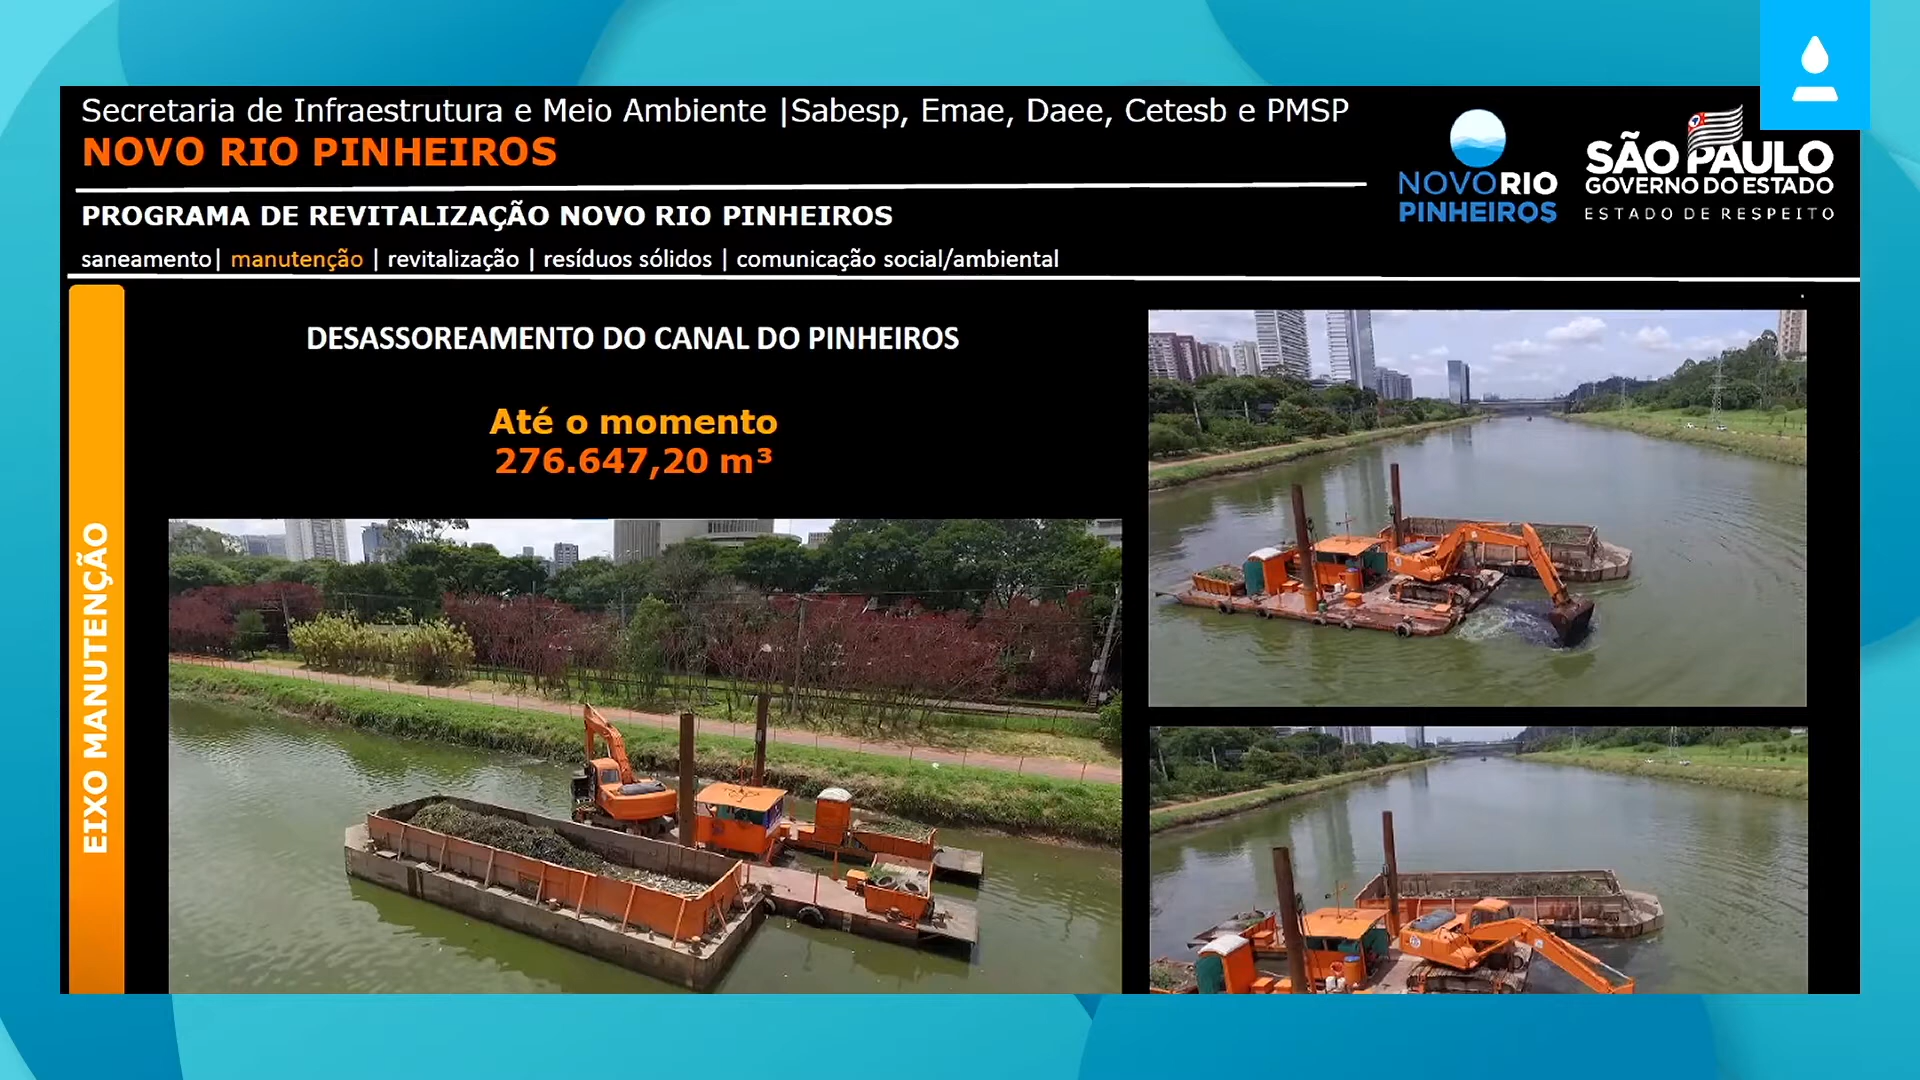 Secretaria de Infraestrutura e Meio Ambiente |Sabesp, Emae, Daee, Cetesb e PMSP
NOVO RIO PINHEIROS
NOVO RIO
PINHEIROS
SÃO PAULO
GOVERNO DO ESTADO
ESTADO DE RESPEITO
PROGRAMA DE REVITALIZAÇÃO NOVO RIO PINHEIROS
saneamento| manutenção | revitalização | resíduos sólidos | comunicação social/ambiental
EIXO MANUTENÇÃO
DESASSOREAMENTO DO CANAL DO PINHEIROS
Até o momento
276.647,20 m³